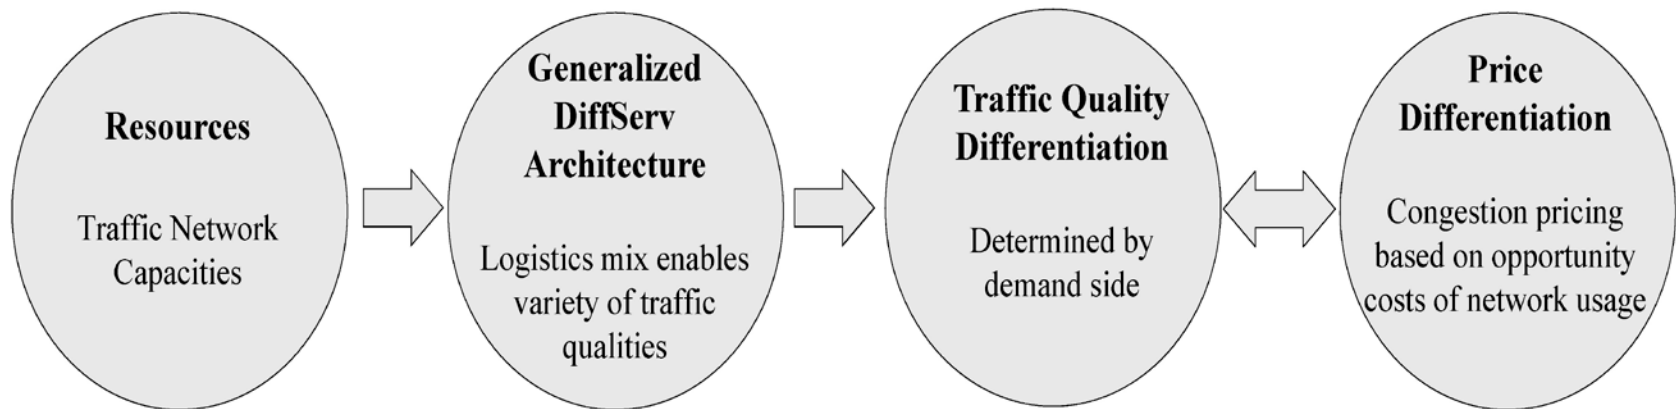 Resources
Traffic Network
Capacities
Generalized
DiffServ
Architecture
Logistics mix enables
variety of traffic
qualities
Traffic Quality
Differentiation
Determined by
demand side
Price
Differentiation
Congestion pricing
based on opportunity
costs of network usage